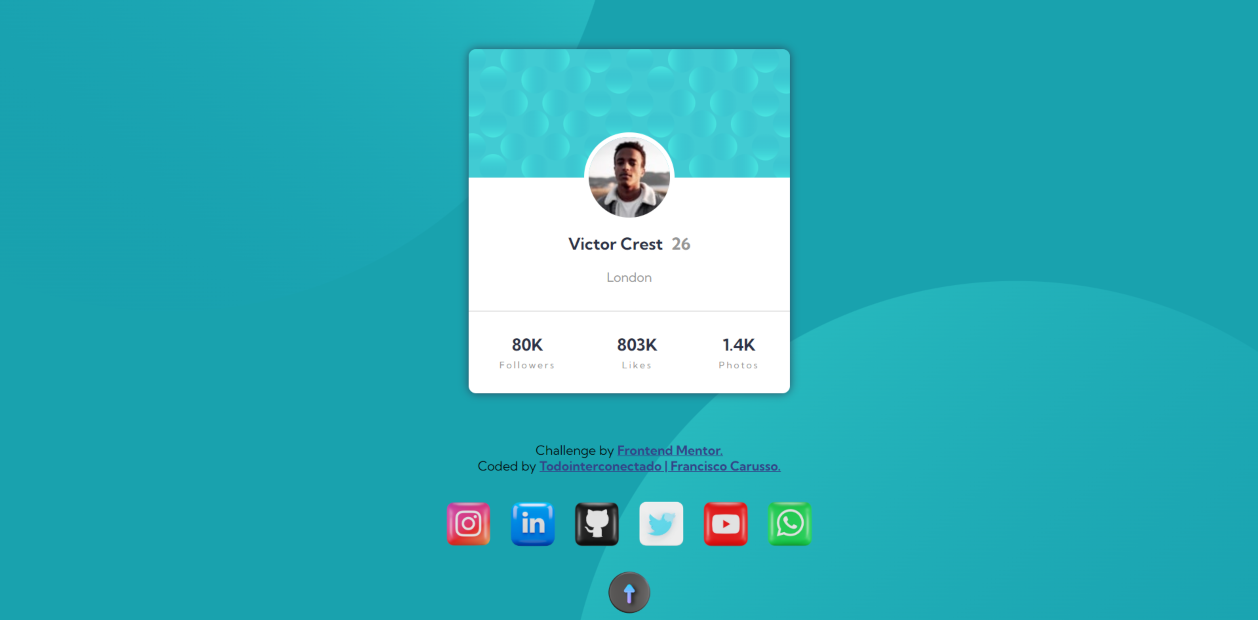 Victor Crest 26
London
80K 803K 1.4K
Followers Likes Photos
Challenge by Frontend Mentor.
Coded by Todointerconectado | Francisco Carusso.
in